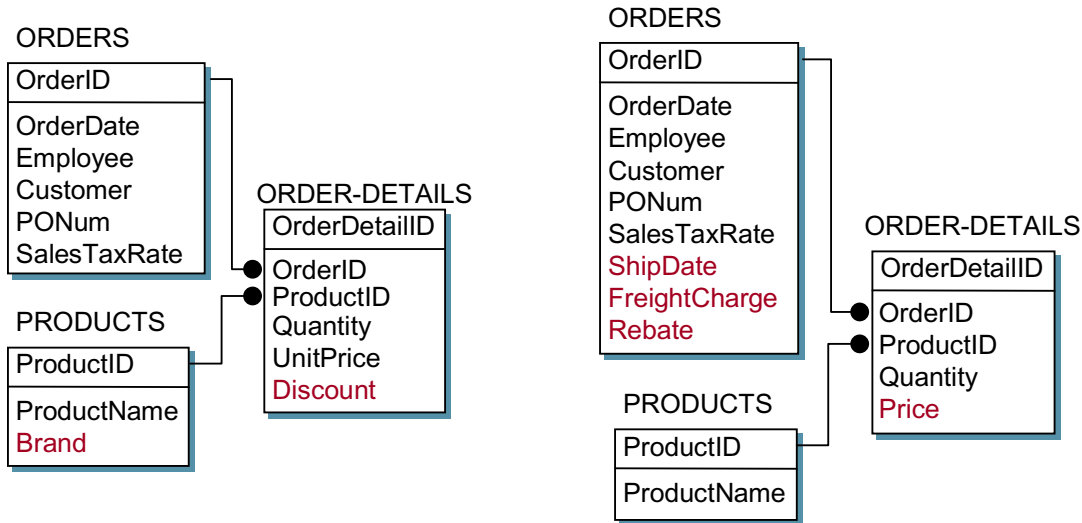 ORDERS
OrderID
OrderDate
Employee
Customer
PONum
SalesTaxRate
PRODUCTS
ProductID
ProductName
Brand
ORDER-DETAILS
OrderDetailID
OrderID
ProductID
Quantity
UnitPrice
Discount
ORDERS
OrderID
OrderDate
Employee
Customer
PONum
SalesTaxRate
ShipDate
FreightCharge
Rebate
PRODUCTS
ProductID
ProductName
ORDER-DETAILS
OrderDetailID
OrderID
ProductID
Quantity
Price